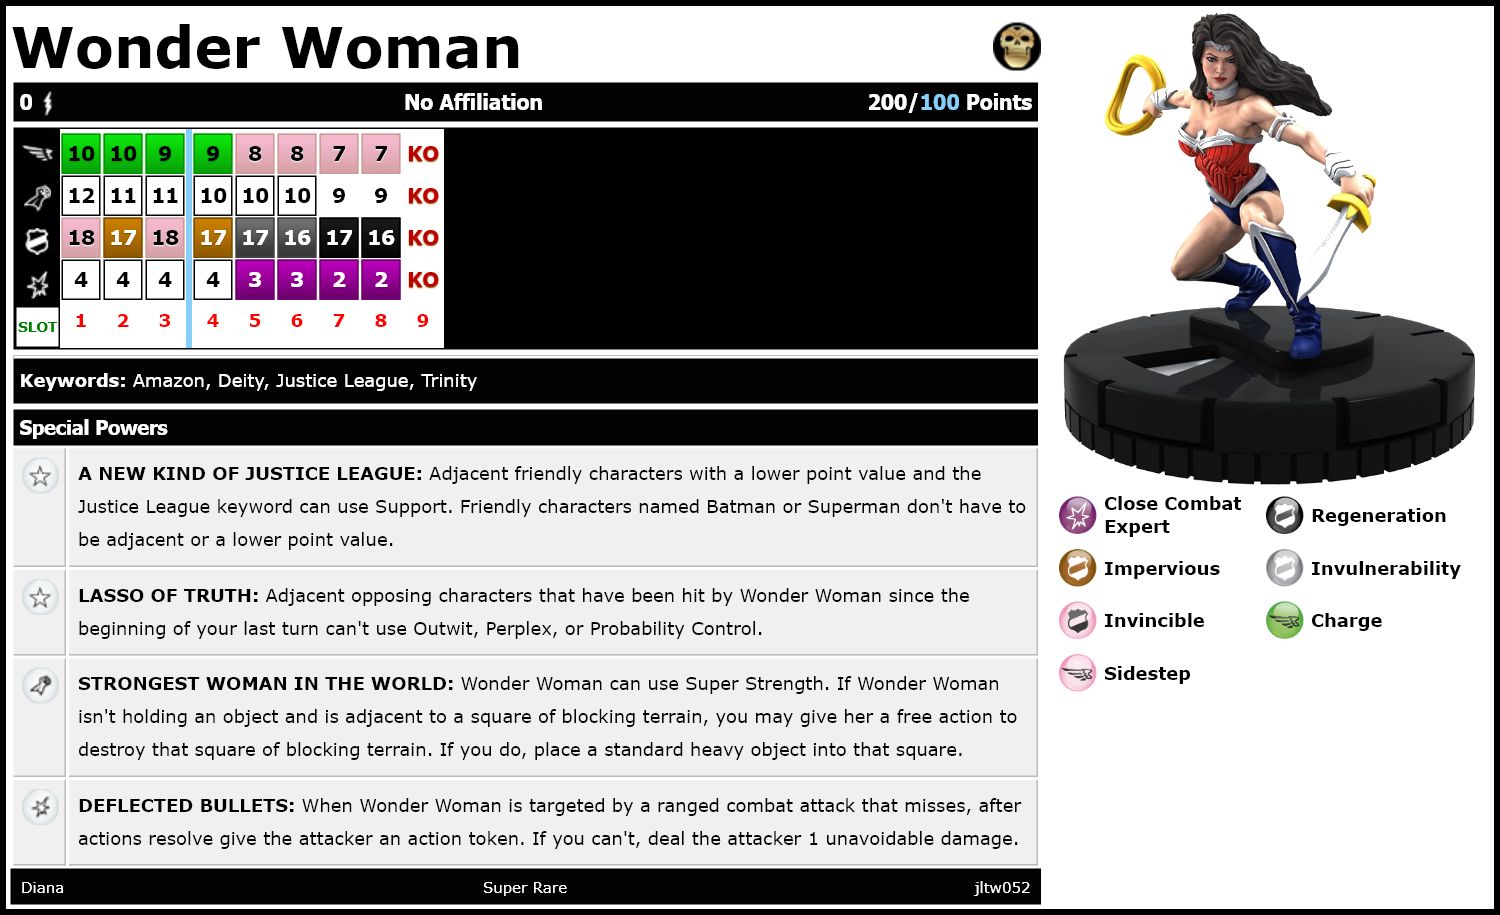 Wonder Woman
0 No Affiliation 200/100 Points
10 10 9 9 8 8 7 7 KO
12 11 11 10 10 10 9 9 KO
18 17 18 17 17 16 17 16 KO
4 4 4 4 3 3 2 2 KO
SLOT 1 2 3 4 5 6 7 8 9
Keywords: Amazon, Deity, Justice League, Trinity
Special Powers
A NEW KIND OF JUSTICE LEAGUE: Adjacent friendly characters with a lower point value and the
Justice League keyword can use Support. Friendly characters named Batman or Superman don't have to
be adjacent or a lower point value.
LASSO OF TRUTH: Adjacent opposing characters that have been hit by Wonder Woman since the
beginning of your last turn can't use Outwit, Perplex, or Probability Control.
STRONGEST WOMAN IN THE WORLD: Wonder Woman can use Super Strength. If Wonder Woman
isn't holding an object and is adjacent to a square of blocking terrain, you may give her a free action to
destroy that square of blocking terrain. If you do, place a standard heavy object into that square.
DEFLECTED BULLETS: When Wonder Woman is targeted by a ranged combat attack that misses, after
actions resolve give the attacker an action token. If you can't, deal the attacker 1 unavoidable damage.
Diana Super Rare jltw052
Close Combat
Expert
Regeneration
Impervious
Invulnerability
Invincible
Charge
Sidestep